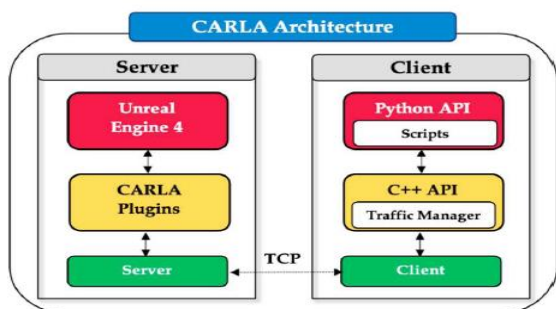 CARLA Architecture
Server
Unreal
Engine 4
CARLA
Plugins
Server
TCP
Client
Python API
Scripts
C++ API
Traffic Manager
Client